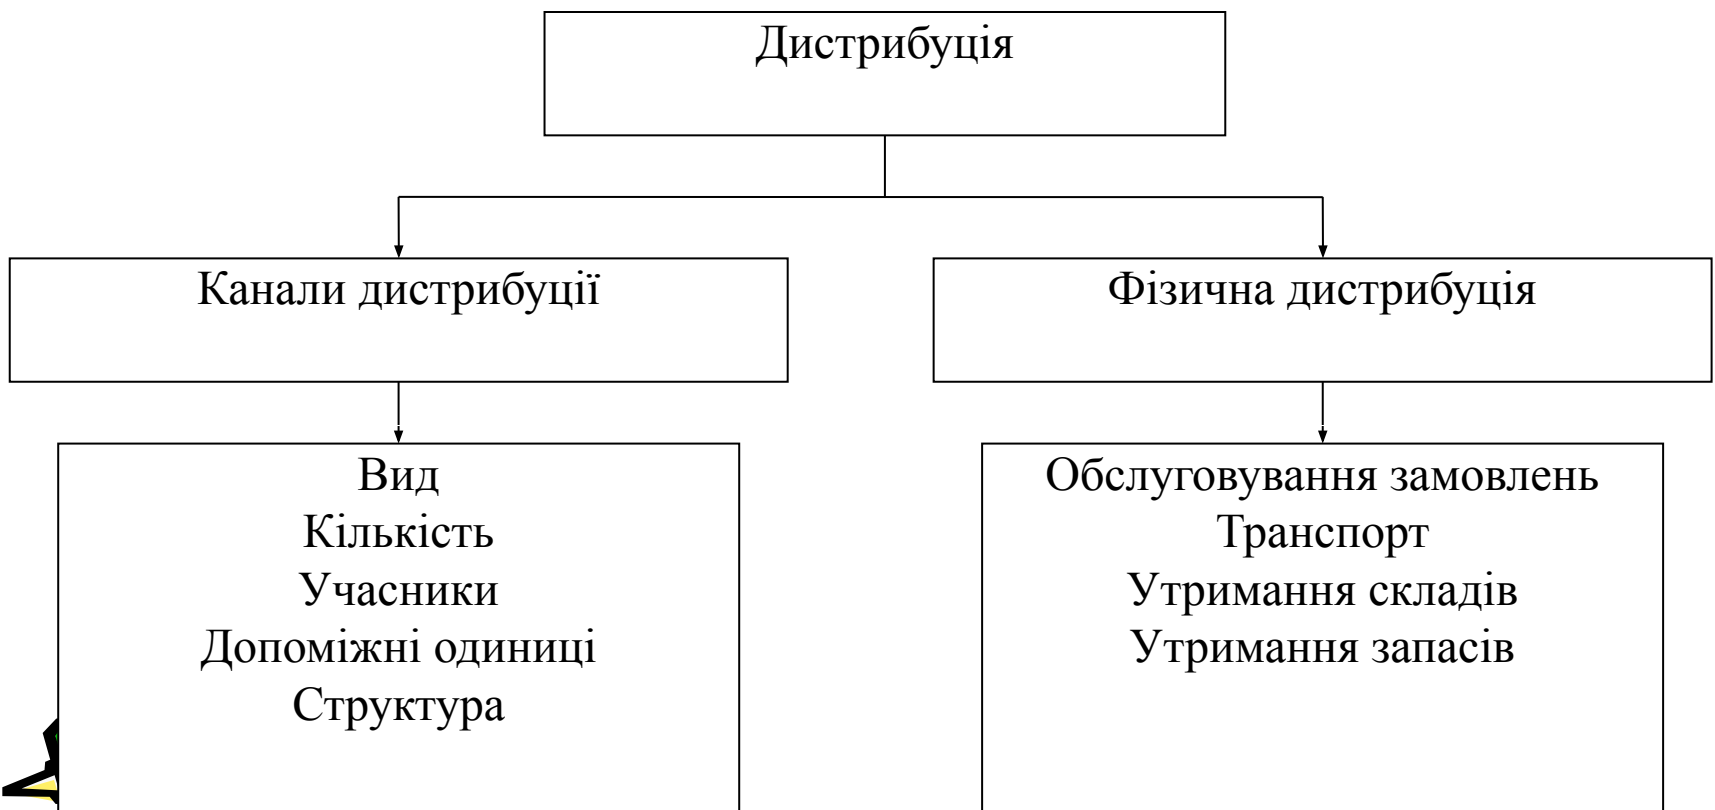 Дистрибуція
Канали дистрибуції
Фізична дистрибуція
Вид
Кількість
Учасники
Допоміжні одиниці
Структура
Обслуговування замовлень
Транспорт
Утримання складів
Утримання запасів